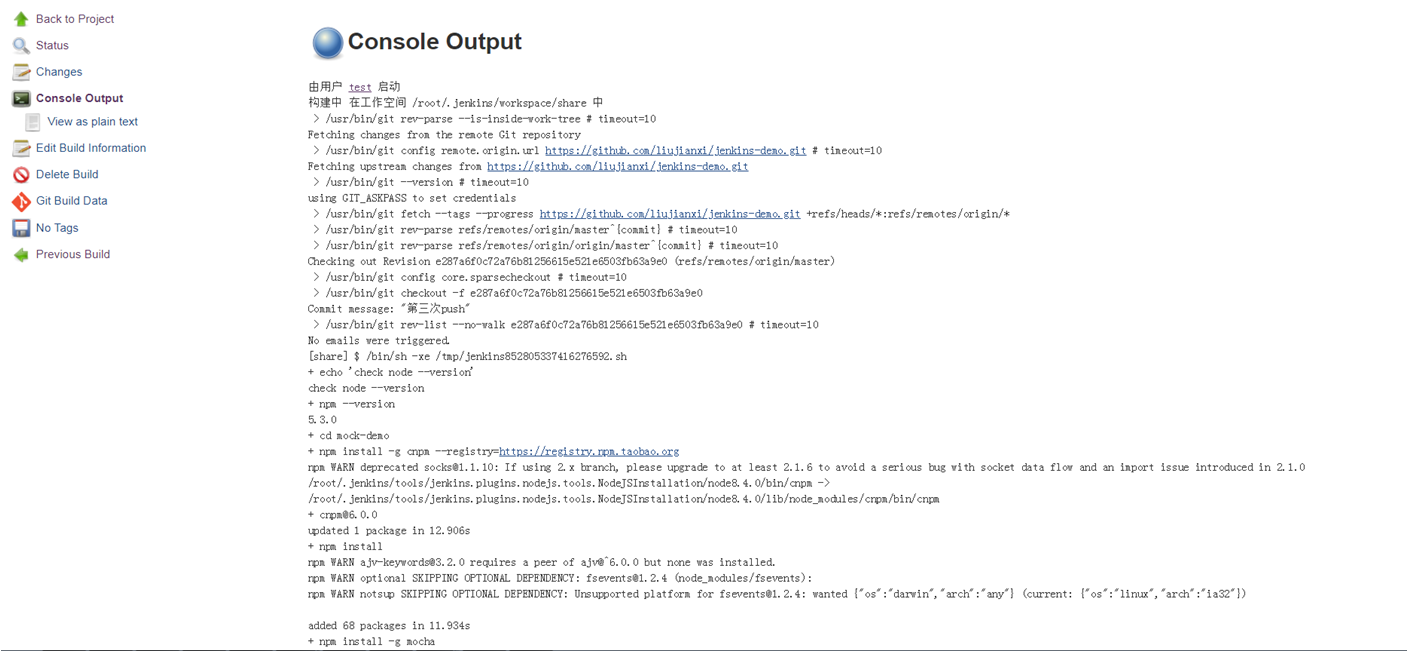 Back to Project
Status
Changes
Console Output
View as plain text
Edit Build Information
Delete Build
Git Build Data
No Tags
Previous Build
Console Output
由用户 test 启动
构建中 在工作空间 /root/.jenkins/workspace/share 中
> /usr/bin/git rev-parse --is-inside-work-tree # timeout=10
Fetching changes from the remote Git repository
> /usr/bin/git config remote.origin.url https://github.com/liujianxi/jenkins-demo.git # timeout=10
Fetching upstream changes from https://github.com/liujianxi/jenkins-demo.git
> /usr/bin/git --version # timeout=10
using GIT_ASKPASS to set credentials
> /usr/bin/git fetch --tags --progress https://github.com/liujianxi/jenkins-demo.git +refs/heads/*:refs/remotes/origin/*
> /usr/bin/git rev-parse refs/remotes/origin/master^{commit} # timeout=10
> /usr/bin/git rev-parse refs/remotes/origin/origin/master^{commit} # timeout=10
Checking out Revision e287a6f0c72a76b81256615e521e6503fb63a9e0 (refs/remotes/origin/master)
> /usr/bin/git config core.sparsecheckout # timeout=10
> /usr/bin/git checkout -f e287a6f0c72a76b81256615e521e6503fb63a9e0
Commit message: "第三次push"
> /usr/bin/git rev-list --no-walk e287a6f0c72a76b81256615e521e6503fb63a9e0 # timeout=10
No emails were triggered.
[share] $ /bin/sh -xe /tmp/jenkins852805337416276592.sh
+ echo 'check node --version'
check node --version
+ npm --version
5.3.0
+ cd mock-demo
+ npm install -g cnpm --registry=https://registry.npm.taobao.org
npm WARN deprecated socks@1.1.10: If using 2.x branch, please upgrade to at least 2.1.6 to avoid a serious bug with socket data flow and an import issue introduced in 2.1.0
/root/.jenkins/tools/jenkins.plugins.nodejs.tools.NodeJSInstallation/node8.4.0/bin/cnpm ->
/root/.jenkins/tools/jenkins.plugins.nodejs.tools.NodeJSInstallation/node8.4.0/lib/node_modules/cnpm/bin/cnpm
+ cnpm@6.0.0
updated 1 package in 12.906s
+ npm install
npm WARN ajv-keywords@3.2.0 requires a peer of ajv@^6.0.0 but none was installed.
npm WARN optional SKIPPING OPTIONAL DEPENDENCY: fsevents@1.2.4 (node_modules/fsevents):
npm WARN notsup SKIPPING OPTIONAL DEPENDENCY: Unsupported platform for fsevents@1.2.4: wanted {"os":"darwin","arch":"any"} (current: {"os":"linux","arch":"ia32"})
added 68 packages in 11.934s
+ npm install -g mocha